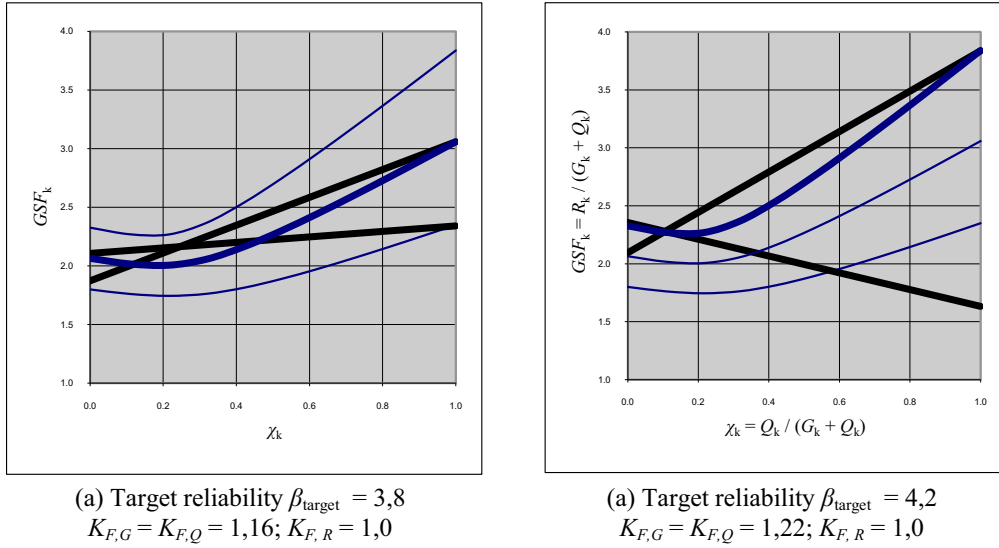 4.0
3.5
3.0
2.5
2.0
1.5
1.0
GSFk
0.0 0.2 0.4 0.6 0.8 1.0
χk
(a) Target reliability βtarget = 3,8
KF,G = KF,Q = 1,16; KF, R = 1,0
4.0
3.5
3.0
2.5
2.0
1.5
1.0
GSFk = Rk / (Gk + Qk)
0.0 0.2 0.4 0.6 0.8 1.0
χk = Qk / (Gk + Qk)
(a) Target reliability βtarget = 4,2
KF,G = KF,Q = 1,22; KF, R = 1,0